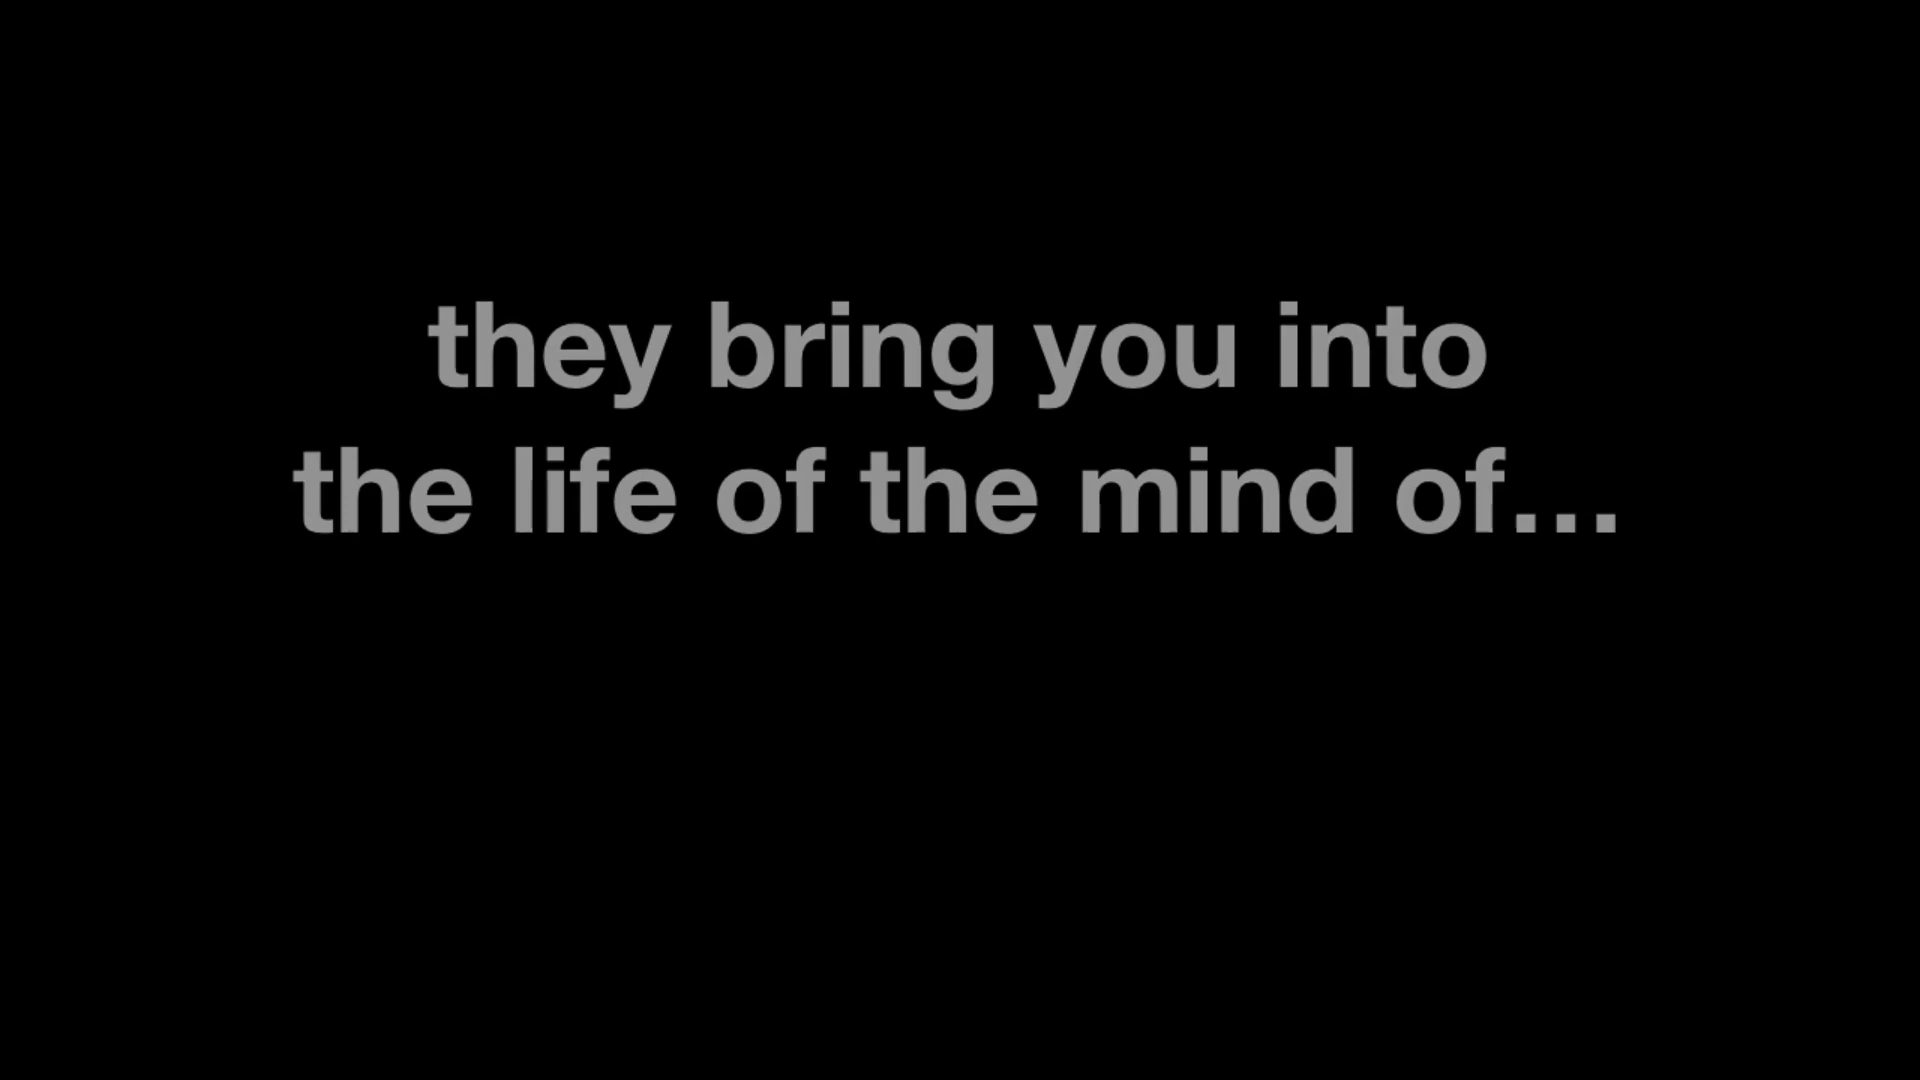 they bring you into
the life of the mind of...